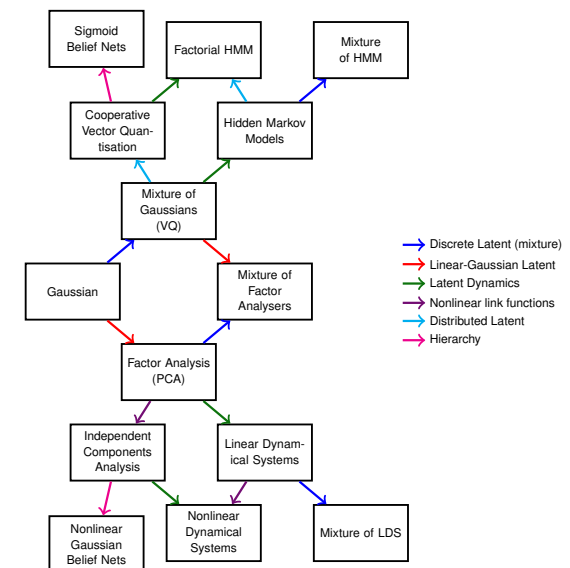 Sigmoid
Belief Nets
Factorial HMM
Mixture
of HMM
Cooperative
Vector Quan-
tisation
Hidden Markov
Models
Mixture of
Gaussians
(VQ)
Gaussian
Mixture of
Factor
Analysers
Discrete Latent (mixture)
Linear-Gaussian Latent
Latent Dynamics
Nonlinear link functions
Distributed Latent
Hierarchy
Factor Analysis
(PCA)
Independent
Components
Analysis
Linear Dynam-
ical Systems
Nonlinear
Gaussian
Belief Nets
Nonlinear
Dynamical
Systems
Mixture of LDS